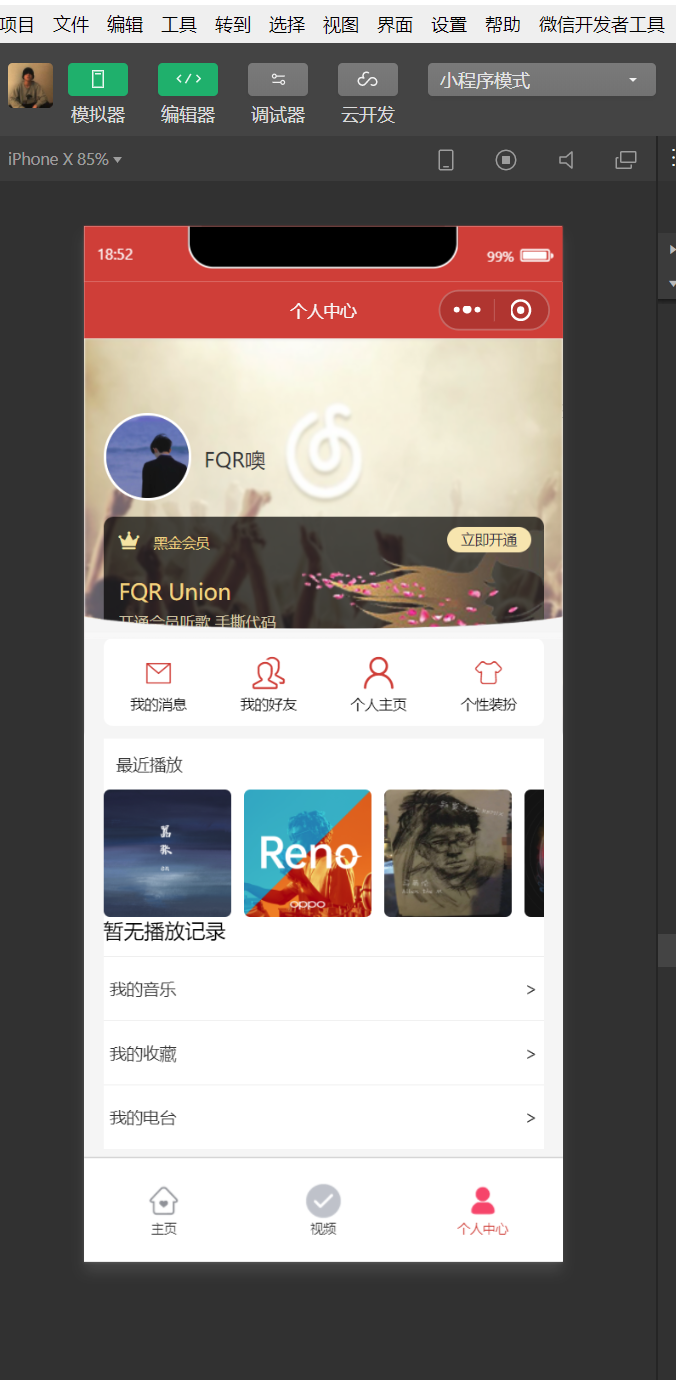 项目 文件 编辑 工具 转到 选择 视图 界面 设置 帮助 微信开发者工具
模拟器 编辑器 调试器 云开发 小程序模式
iPhone X 85%
18:52 99%
个人中心
FQR噢
黑金会员 立即开通
FQR Union
开通会员听歌 手撕代码
我的消息 我的好友 个人主页 个性装扮
最近播放
Reno
oppo
暂无播放记录
我的音乐 >
我的收藏 >
我的电台 >
主页 视频 个人中心